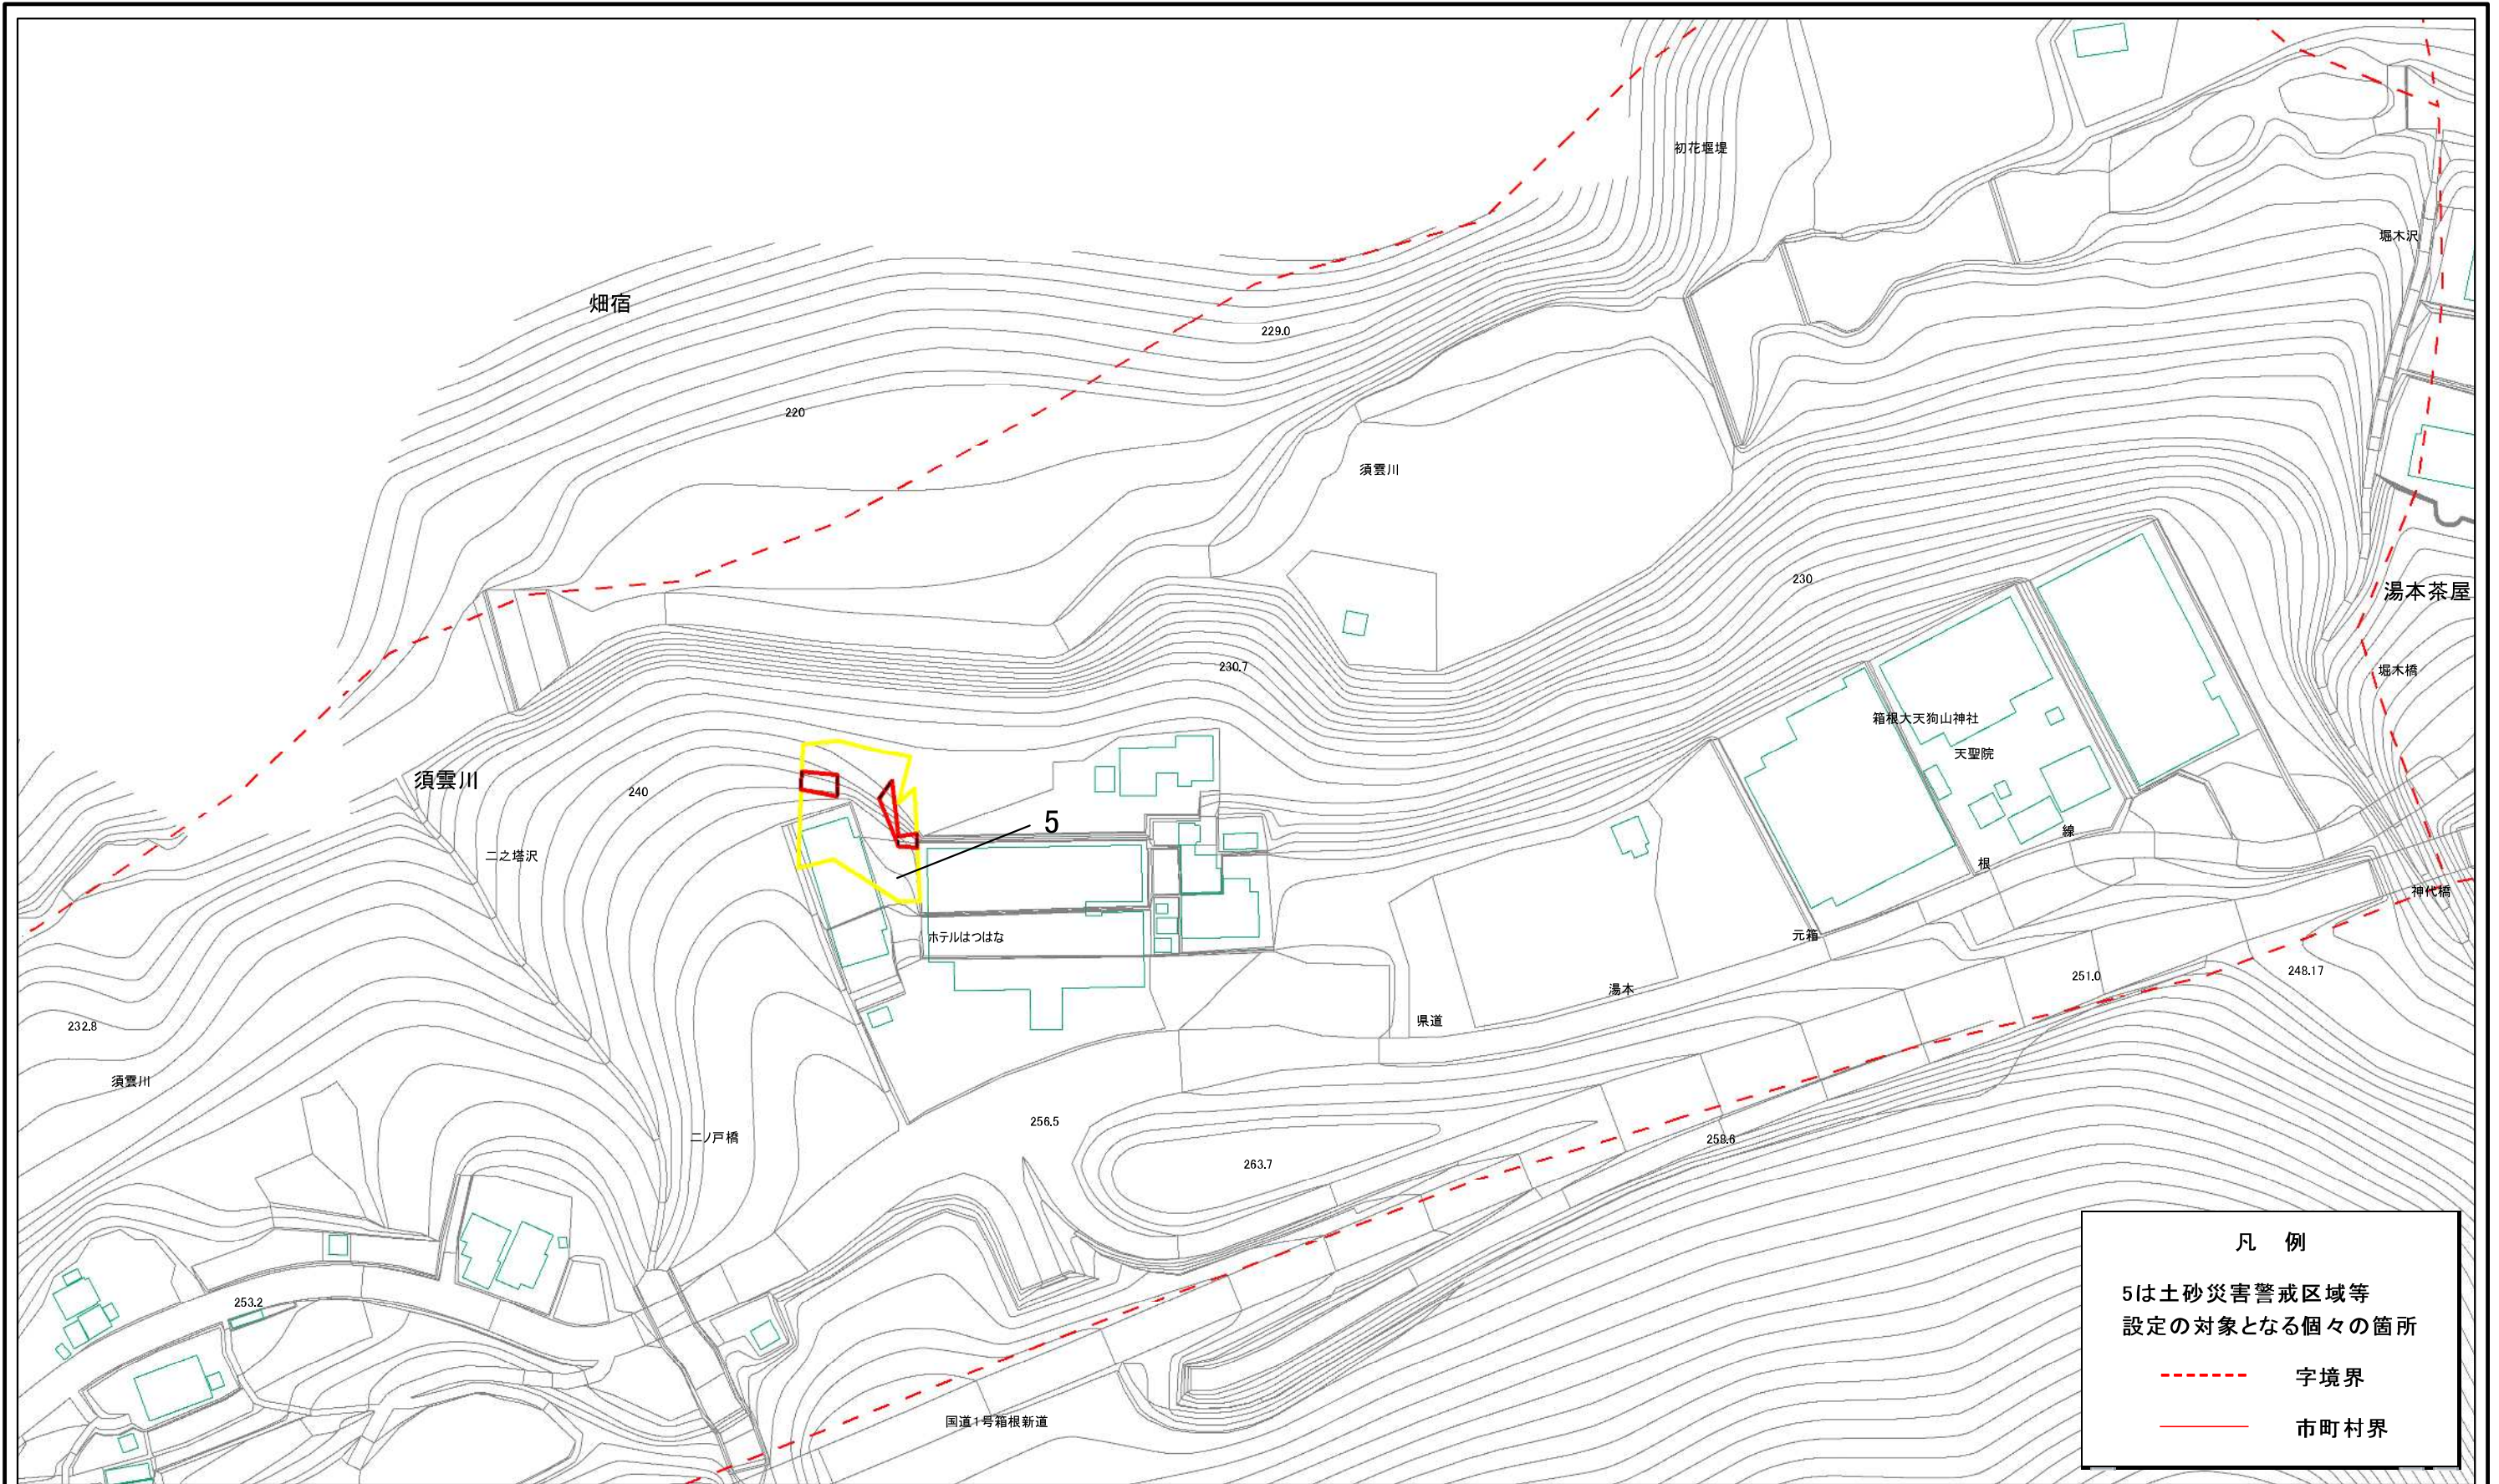 初花堰堤
堀木沢
畑宿
229.0
220
須雲川
230
湯本茶屋
230.7
堀木橋
箱根大天狗山神社
天聖院
須雲川
240
5
線
二之塔沢
根
神代橋
ホテルはつはな
元箱
248.17
251.0
湯本
232.8
県道
須雲川
256.5
二ノ戸橋
258.6
263.7
253.2
国道1号箱根新道
凡 例
5は土砂災害警戒区域等
設定の対象となる個々の箇所
字境界
市町村界